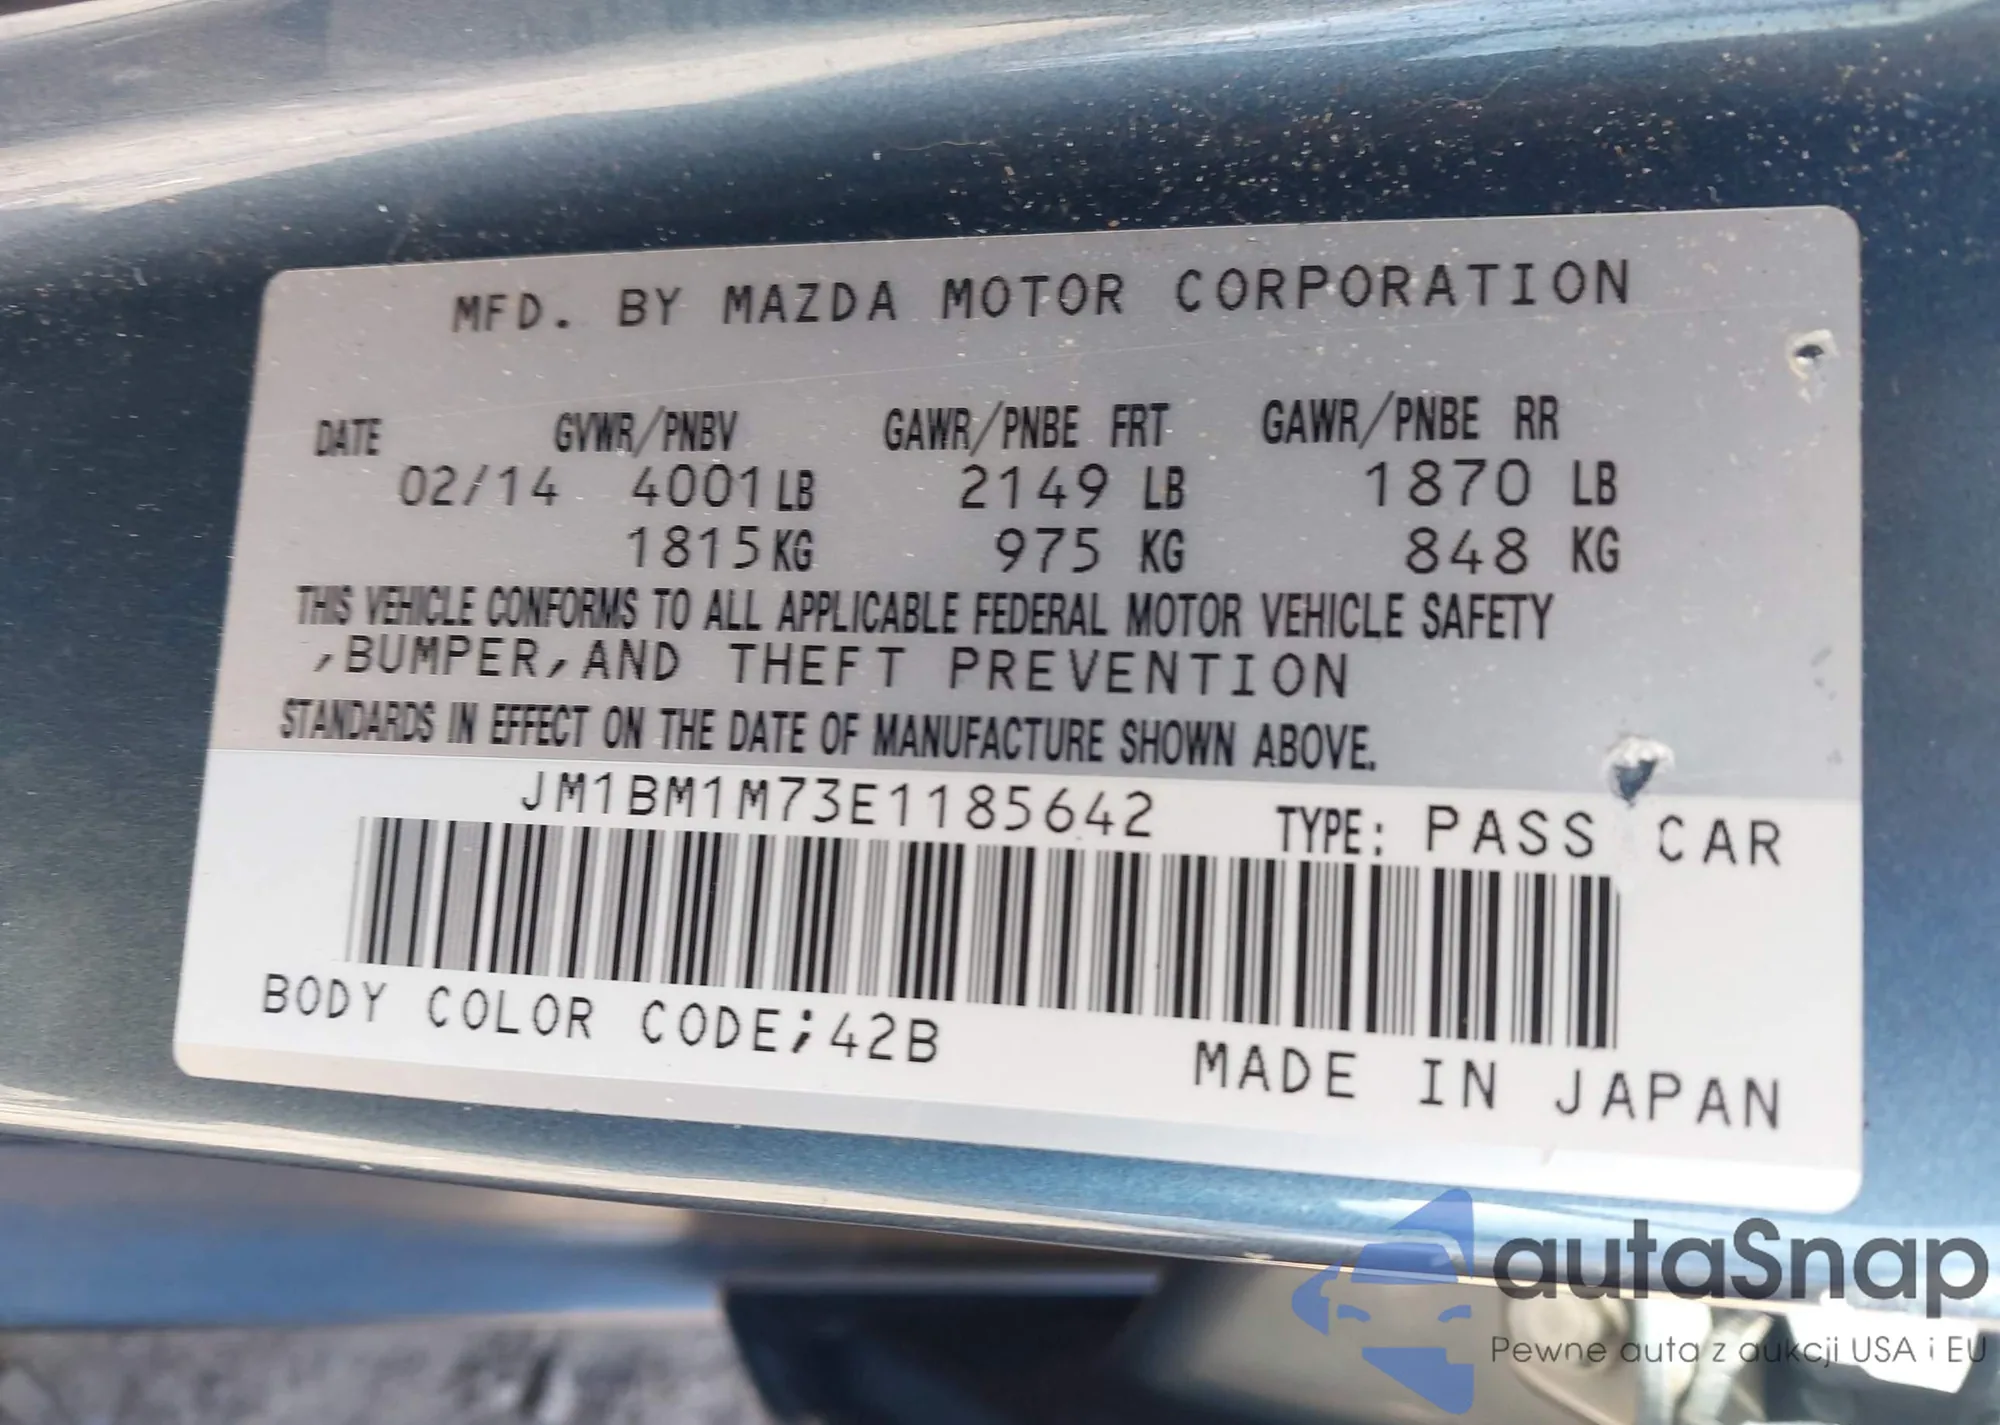 MFD. BY MAZDA MOTOR CORPORATION
DATE GVWR/PNBV GAWR/PNBE FRT GAWR/PNBE RR
02/14 4001 LB 2149 LB 1870 LB
1815 KG 975 KG 848 KG
THIS VEHICLE CONFORMS TO ALL APPLICABLE FEDERAL MOTOR VEHICLE SAFETY
,BUMPER,AND THEFT PREVENTION
STANDARDS IN EFFECT ON THE DATE OF MANUFACTURE SHOWN ABOVE.
JM1BM1M73E1185642 TYPE: PASS CAR
BODY COLOR CODE;42B
MADE IN JAPAN
autaSnap
Pewne auta z aukcji USA i EU